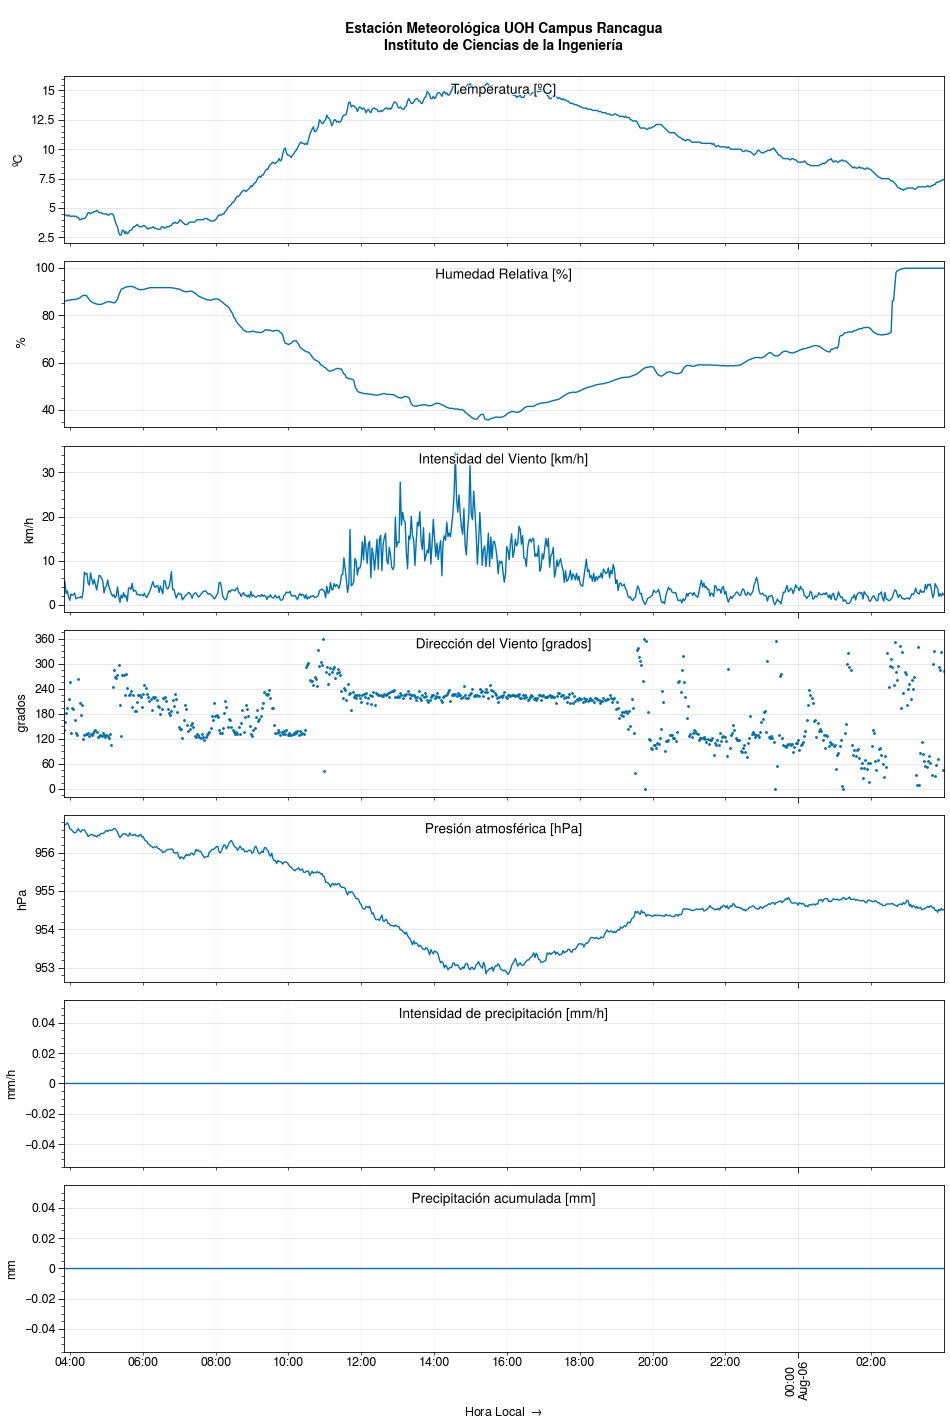 Estación Meteorológica UOH Campus Rancagua
Instituto de Ciencias de la Ingeniería
Temperatura [ºC]
15
12.5
10
7.5
5
2.5
ºC
Humedad Relativa [%]
100
80
60
40
%
Intensidad del Viento [km/h]
30
20
10
0
km/h
Dirección del Viento [grados]
360
300
240
180
120
60
0
grados
Presión atmosférica [hPa]
956
955
954
953
hPa
Intensidad de precipitación [mm/h]
0.04
0.02
0
−0.02
−0.04
mm/h
Precipitación acumulada [mm]
0.04
0.02
0
−0.02
−0.04
mm
04:00 06:00 08:00 10:00 12:00 14:00 16:00 18:00 20:00 22:00 00:00 02:00
Aug-06
Hora Local →